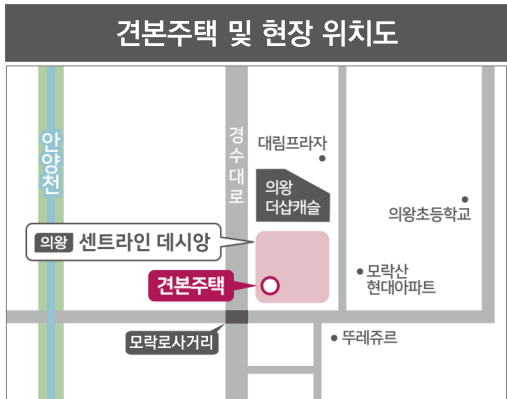 견본주택 및 현장 위치도
안양천
경수대로
대림프라자
의왕
더샵캐슬
의왕초등학교
의왕 센트라인 데시앙
모락산
현대아파트
견본주택
모락로사거리
뚜레쥬르